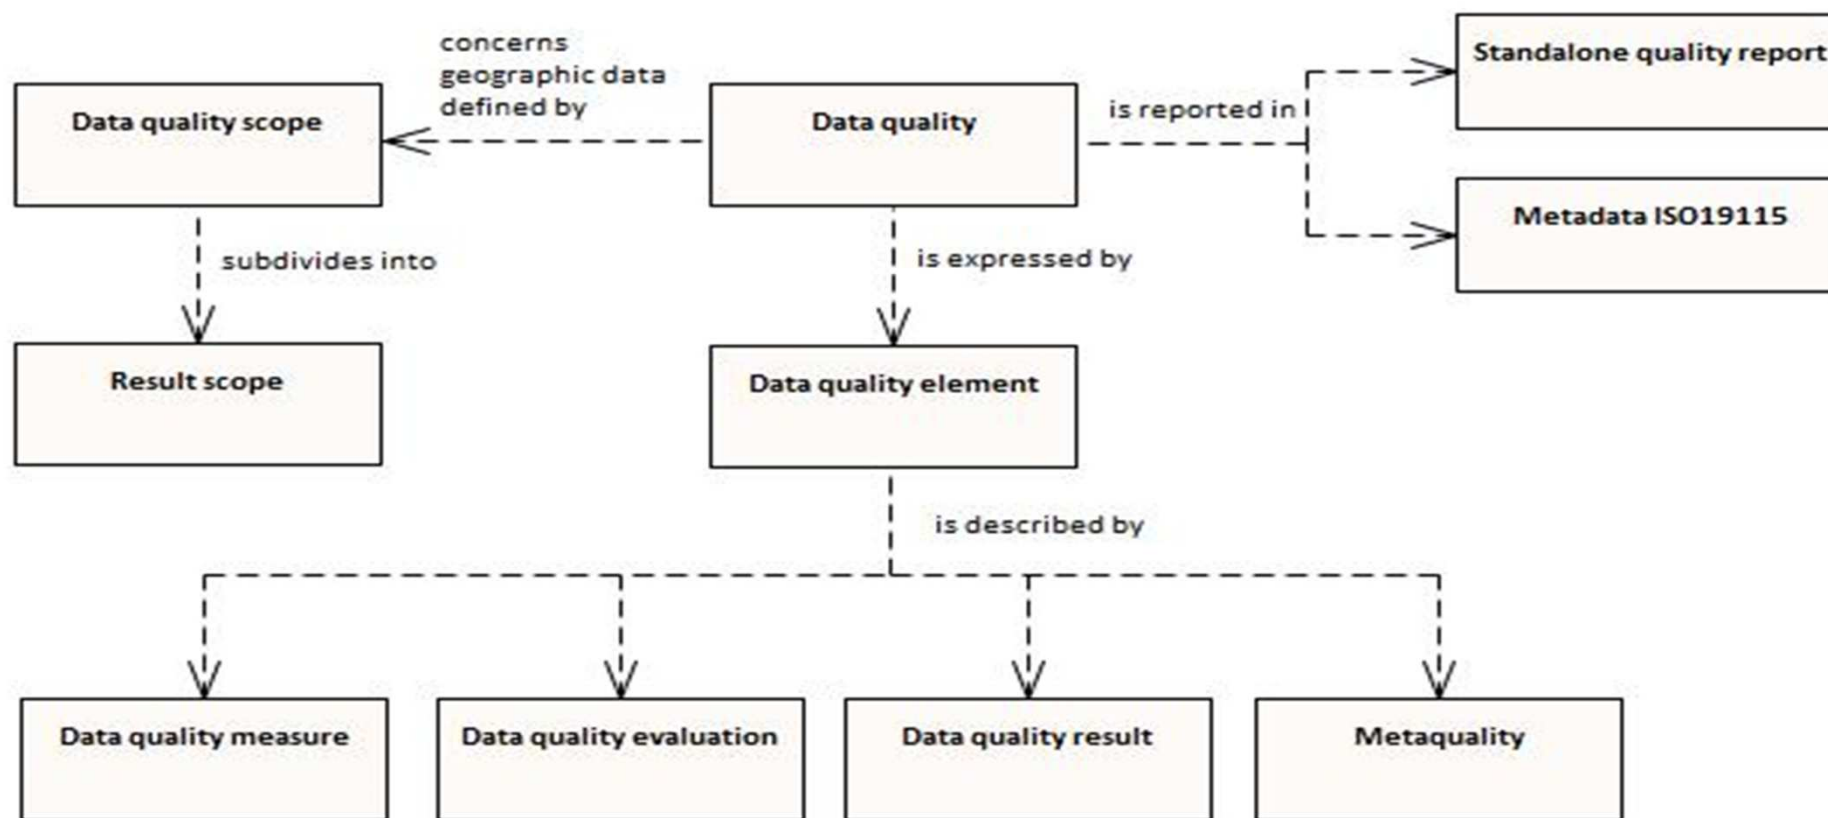 concerns
geographic data
defined by
Data quality scope
Data quality
is reported in
Standalone quality report
Metadata ISO19115
subdivides into
is expressed by
Result scope
Data quality element
is described by
Data quality measure
Data quality evaluation
Data quality result
Metaquality